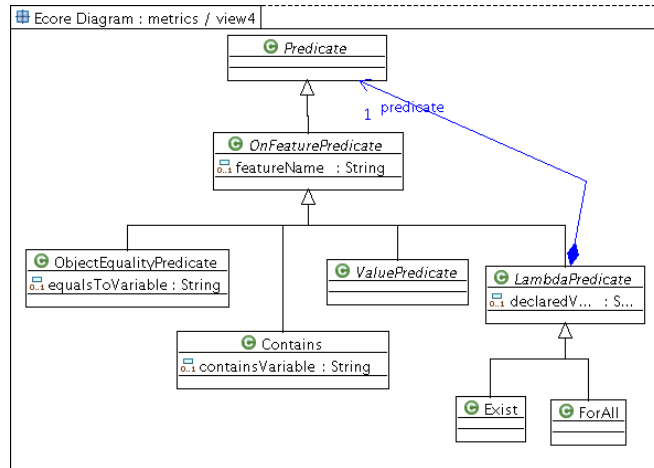 Ecore Diagram : metrics / view4
Predicate
1 predicate
OnFeaturePredicate
0..1 featureName : String
ObjectEqualityPredicate
0..1 equalsToVariable : String
ValuePredicate
LambdaPredicate
0..1 declaredV... : S...
Contains
0..1 containsVariable : String
Exist
ForAll